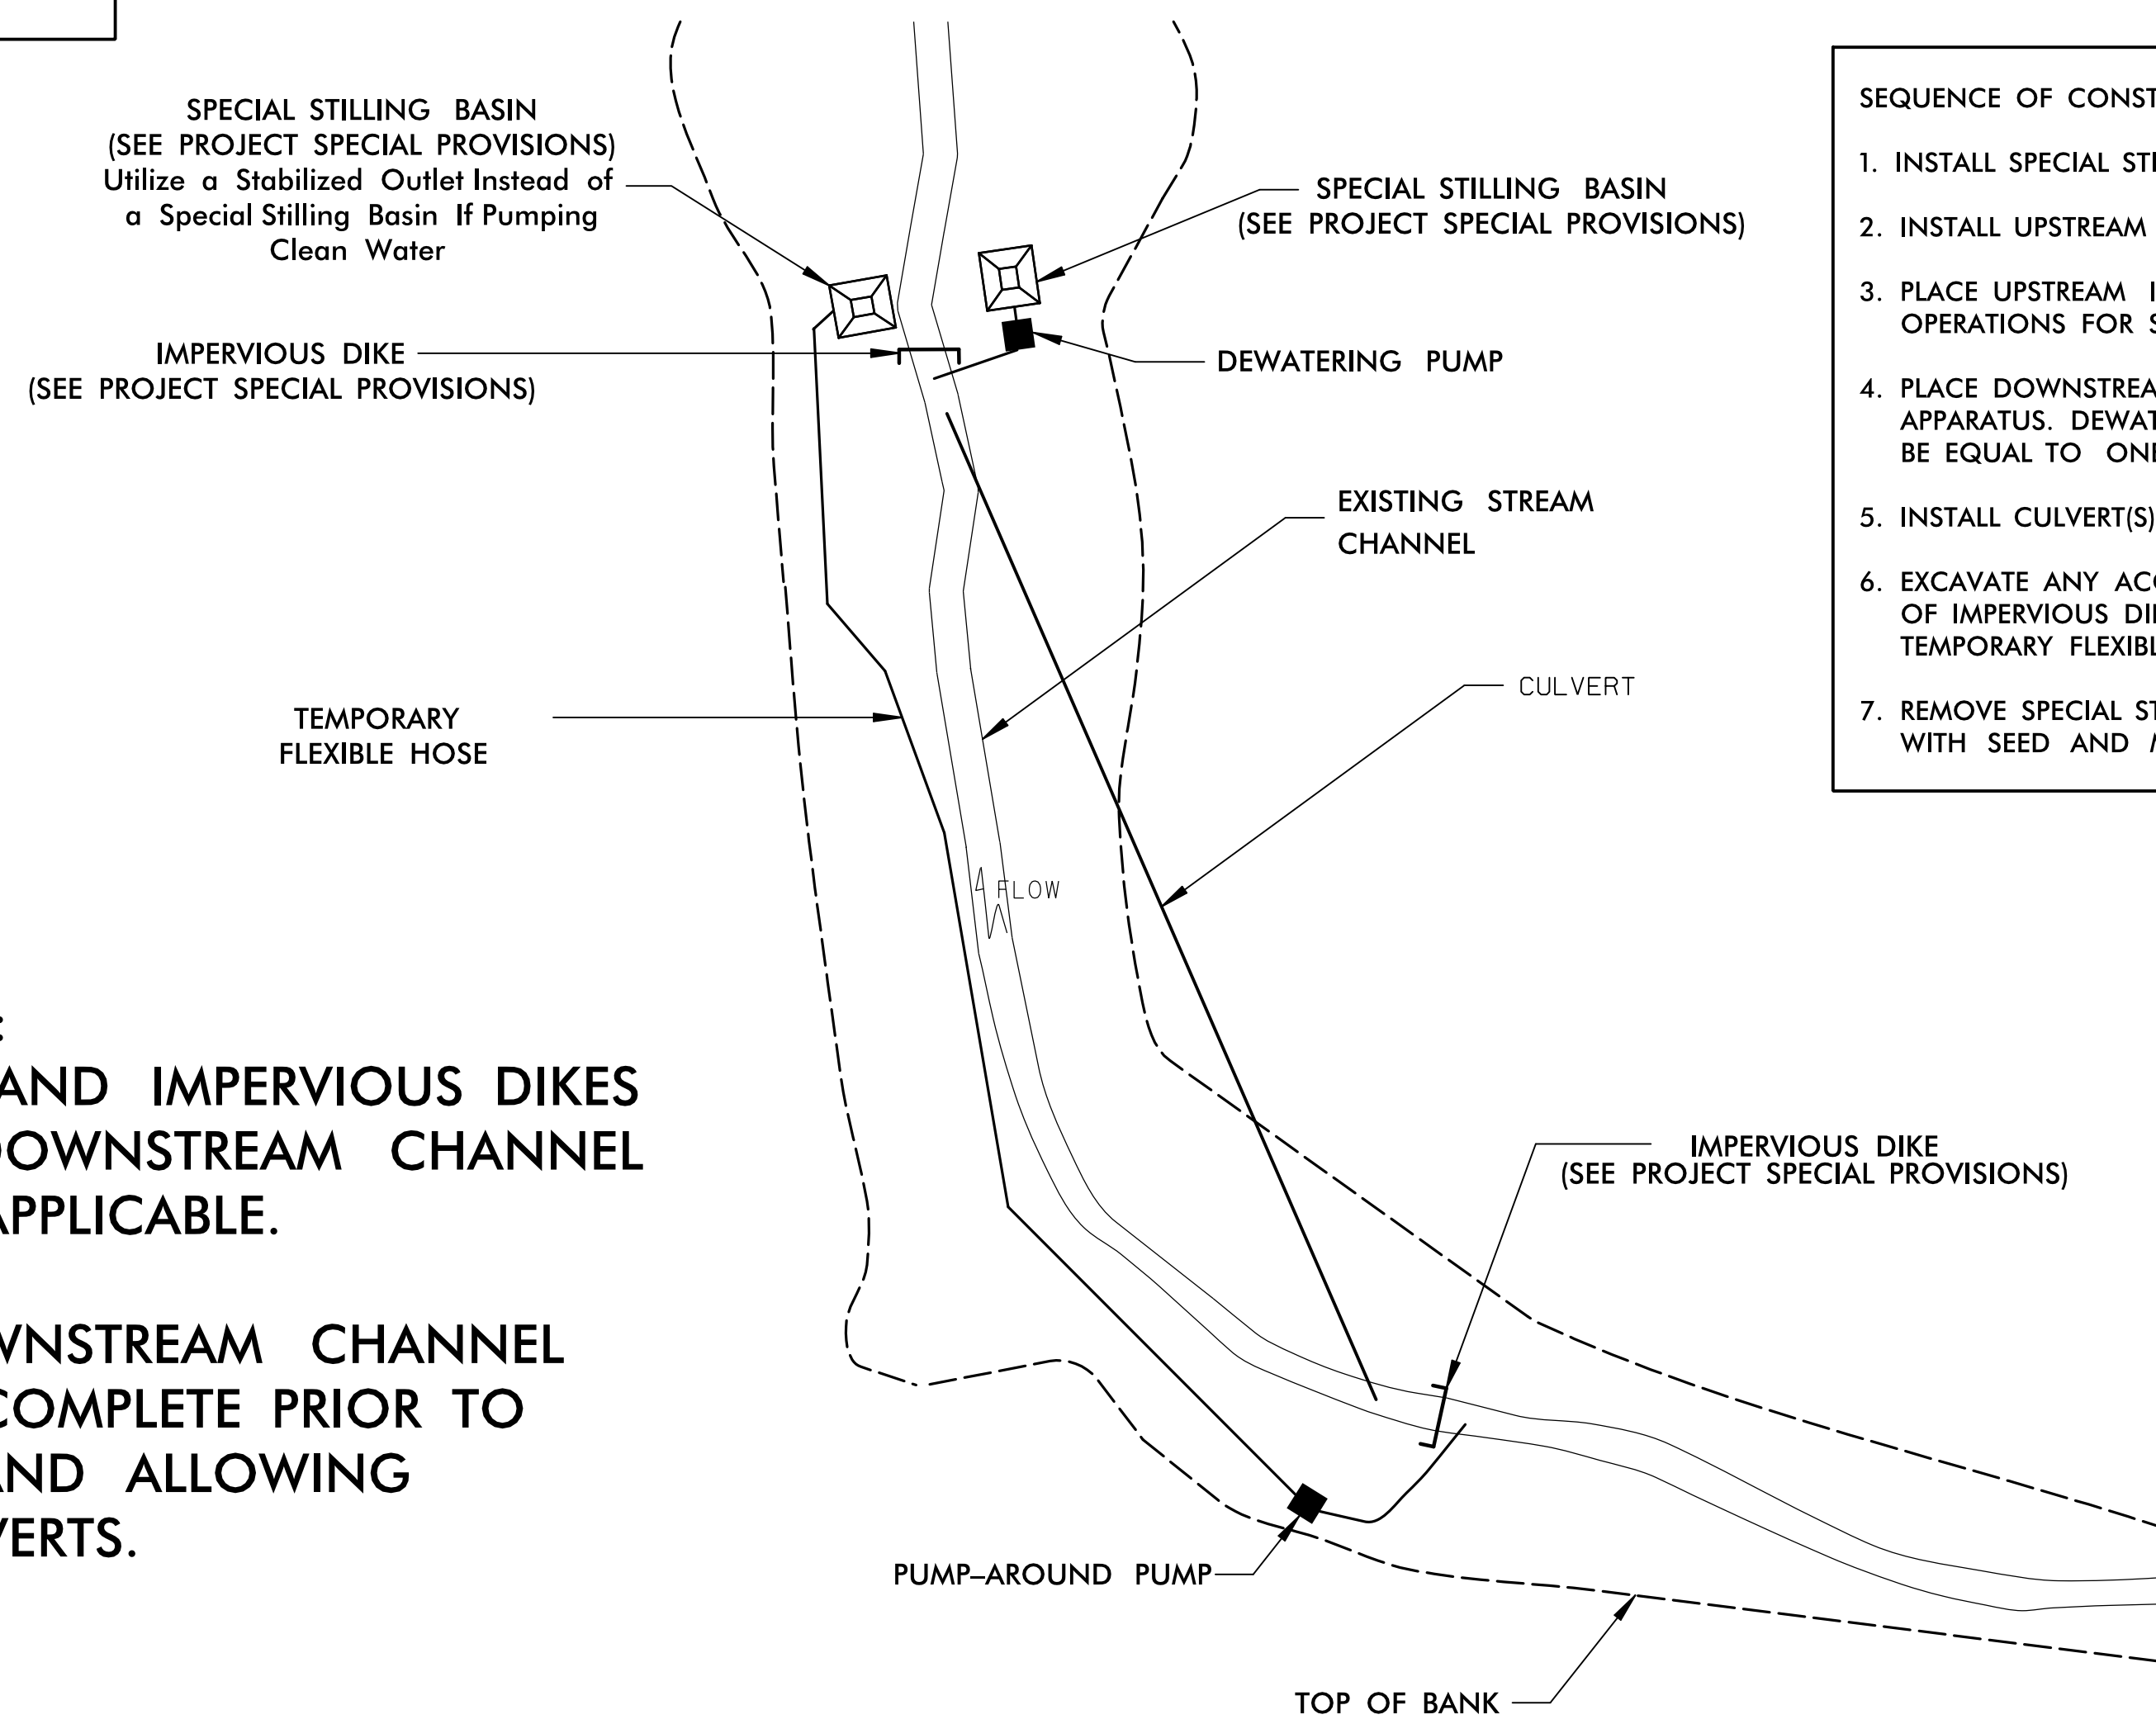 SPECIAL STILLING BASIN
(SEE PROJECT SPECIAL PROVISIONS)
Utilize a Stabilized Outlet Instead of
a Special Stilling Basin If Pumping
Clean Water
IMPERVIOUS DIKE
(SEE PROJECT SPECIAL PROVISIONS)
SPECIAL STILLING BASIN
(SEE PROJECT SPECIAL PROVISIONS)
DEWATERING PUMP
EXISTING STREAM
CHANNEL
CULVERT
TEMPORARY
FLEXIBLE HOSE
FLOW
IMPERVIOUS DIKE
(SEE PROJECT SPECIAL PROVISIONS)
PUMP-AROUND PUMP
TOP OF BANK
:
AND IMPERVIOUS DIKES
DOWNSTREAM CHANNEL
APPLICABLE.
WNSTREAM CHANNEL
COMPLETE PRIOR TO
AND ALLOWING
VERTS.
SEQUENCE OF CONST
1. INSTALL SPECIAL STI
2. INSTALL UPSTREAM
3. PLACE UPSTREAM I
OPERATIONS FOR S
4. PLACE DOWNSTREA
APPARATUS. DEWAT
BE EQUAL TO ONE
5. INSTALL CULVERT(S)
6. EXCAVATE ANY ACC
OF IMPERVIOUS DI
TEMPORARY FLEXIBL
7. REMOVE SPECIAL ST
WITH SEED AND M